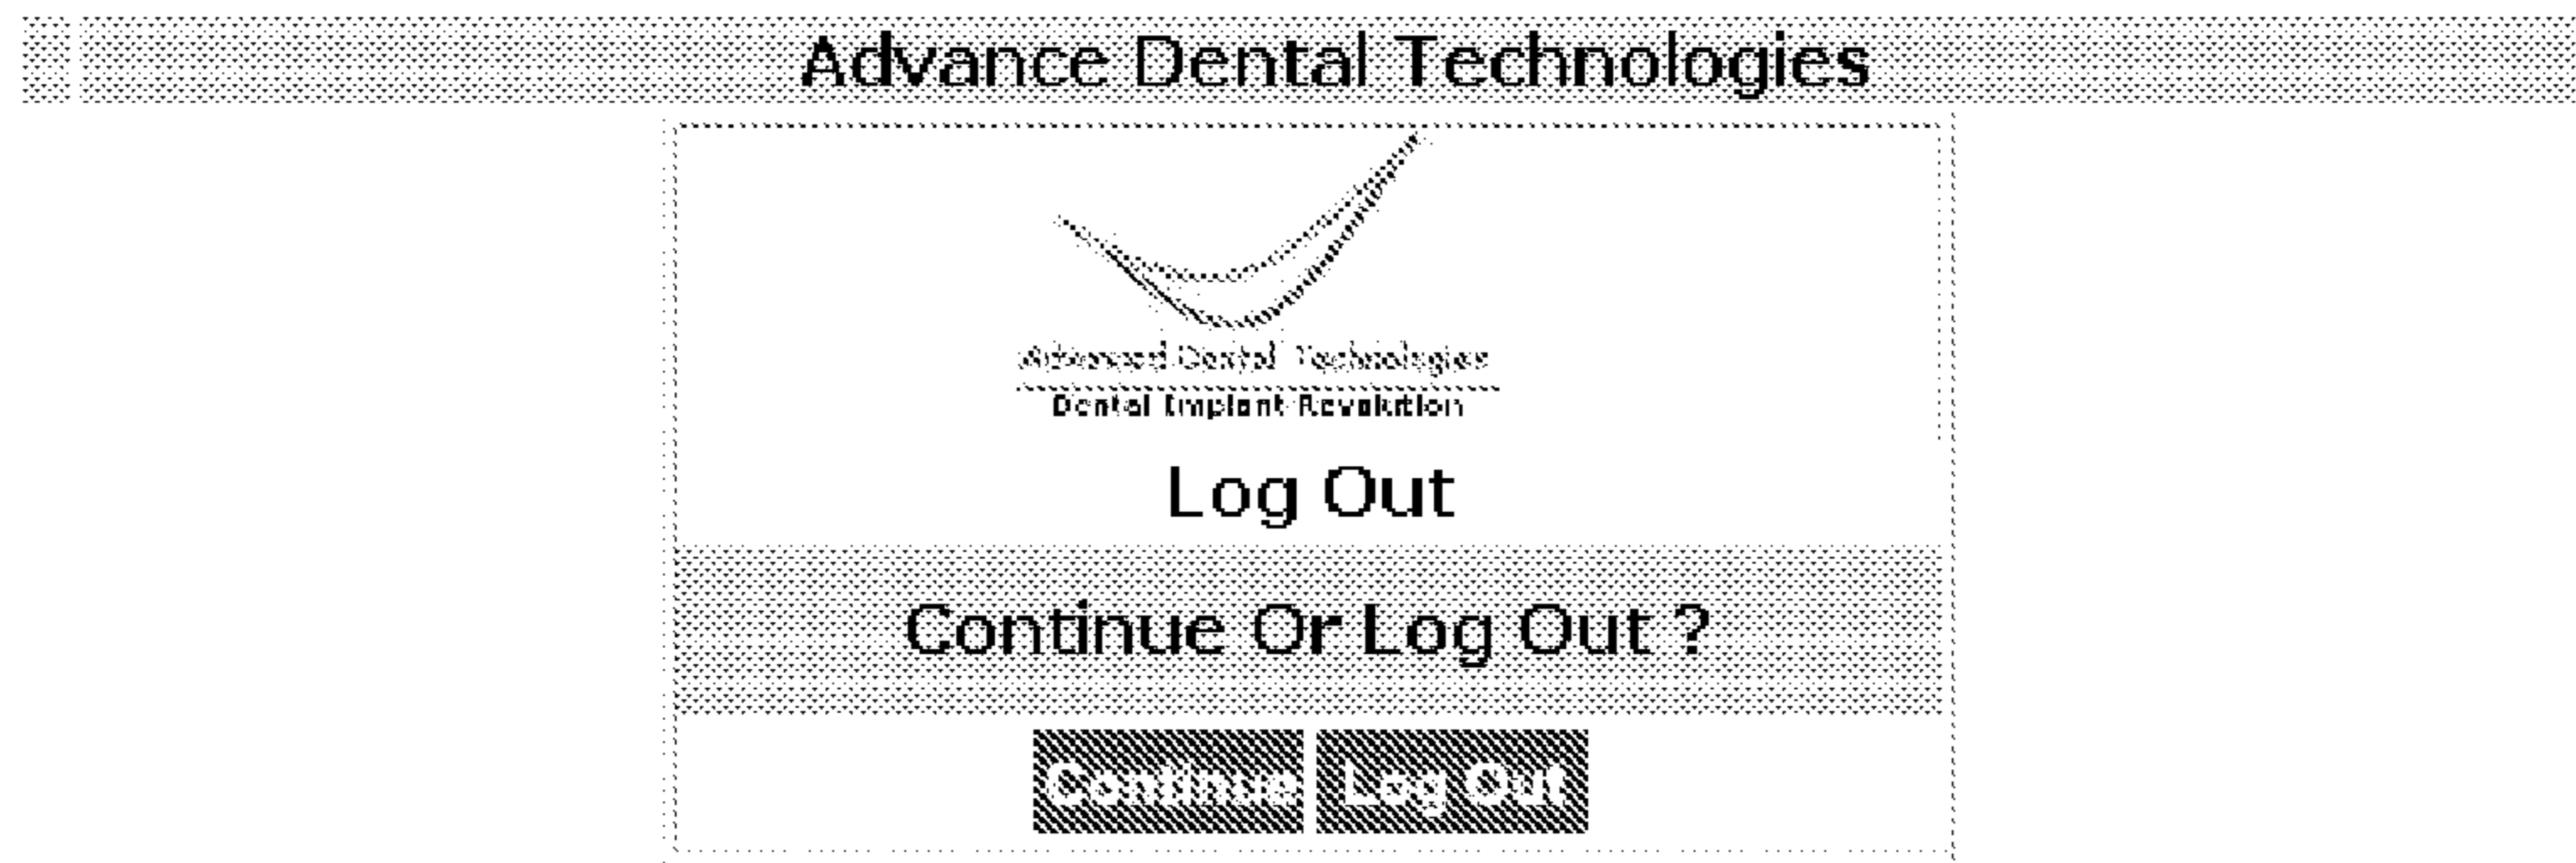 Advance Dental Technologies
Advanced Dental Technologies
Dental Implant Revolution
Log Out
Continue Or Log Out ?
Continue Log Out